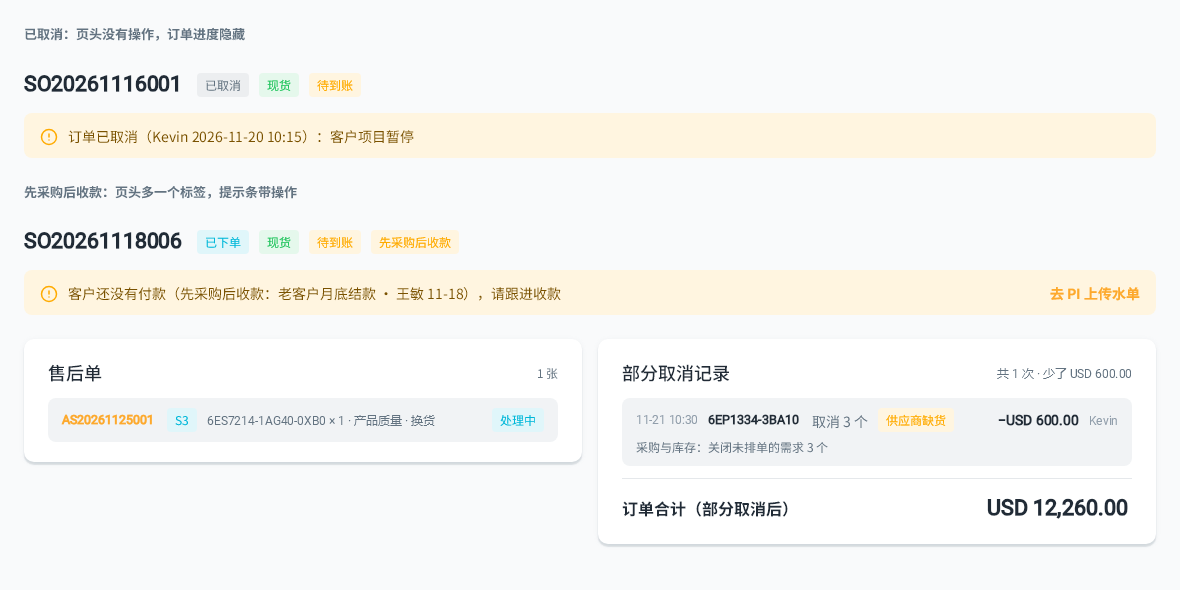 已取消：页头没有操作，订单进度隐藏
SO20261116001 已取消 现货 待到账
订单已取消（Kevin 2026-11-20 10:15）：客户项目暂停
先采购后收款：页头多一个标签，提示条带操作
SO20261118006 已下单 现货 待到账 先采购后收款
客户还没有付款（先采购后收款：老客户月底结款 · 王敏 11-18），请跟进收款 去 PI 上传水单
售后单 1 张
AS20261125001 S3 6ES7214-1AG40-0XB0 × 1 · 产品质量 · 换货 处理中
部分取消记录 共 1 次 · 少了 USD 600.00
11-21 10:30 6EP1334-3BA10 取消 3 个 供应商缺货 −USD 600.00 Kevin
采购与库存：关闭未排单的需求 3 个
订单合计（部分取消后） USD 12,260.00